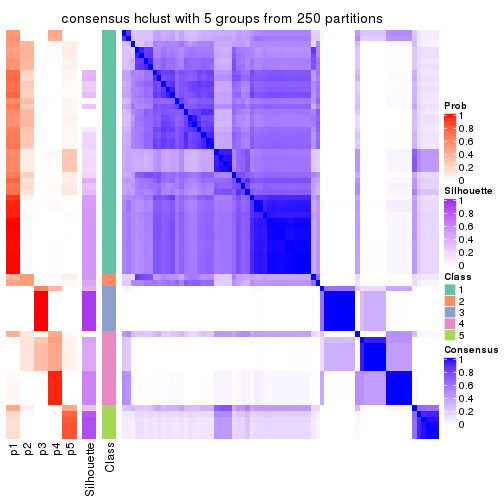 consensus hclust with 5 groups from 250 partitions
Prob
1
0.8
0.6
0.4
0.2
0
Silhouette
1
0.8
0.6
0.4
0.2
0
Class
1
2
3
4
5
Consensus
1
0.8
0.6
0.4
0.2
0
p1
p2
p3
p4
p5
Silhouette
Class